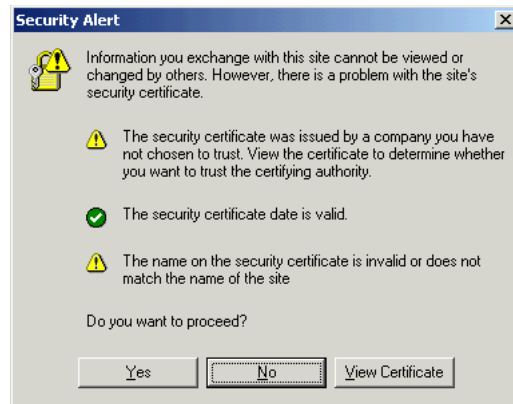 Security Alert
Information you exchange with this site cannot be viewed or
changed by others. However, there is a problem with the site's
security certificate.
The security certificate was issued by a company you have
not chosen to trust. View the certificate to determine whether
you want to trust the certifying authority.
The security certificate date is valid.
The name on the security certificate is invalid or does not
match the name of the site
Do you want to proceed?
Yes No View Certificate